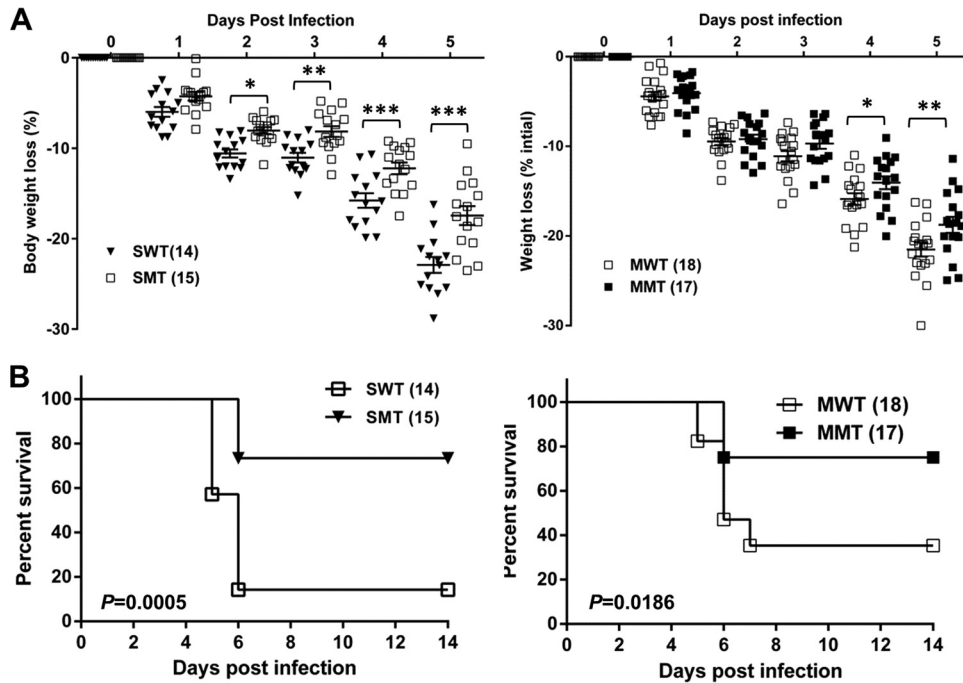 A
Days Post Infection
0 1 2 3 4 5
0
-10
-20
-30
Body weight loss (%)
* ** *** ***
SWT(14)
SMT (15)
Days post infection
0 1 2 3 4 5
0
-10
-20
-30
Weight loss (% intial)
* **
MWT (18)
MMT (17)
B
100
80
60
40
20
0
Percent survival
SWT (14)
SMT (15)
P=0.0005
0 2 4 6 8 10 12 14
Days post infection
100
80
60
40
20
0
Percent survival
MWT (18)
MMT (17)
P=0.0186
0 2 4 6 8 10 12 14
Days post infection